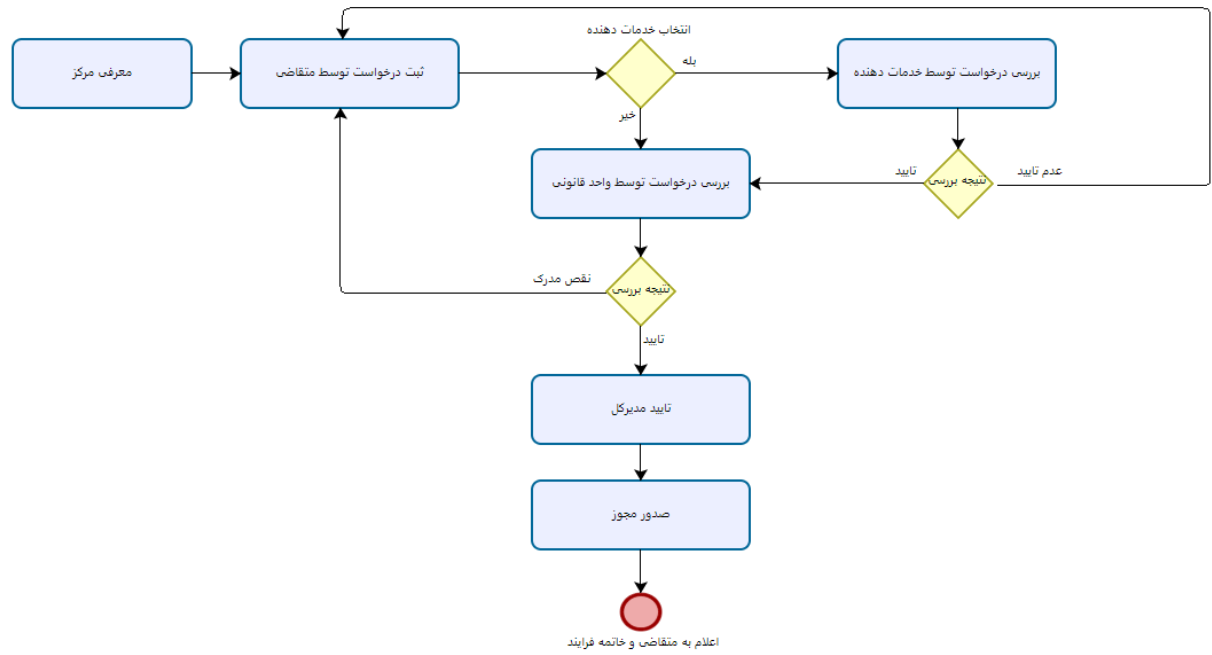 معرفی مرکز
ثبت درخواست توسط متقاضی
انتخاب خدمات دهنده
بله
خیر
بررسی درخواست توسط خدمات دهنده
نتیجه بررسی
عدم تایید
تایید
بررسی درخواست توسط واحد قانونی
نتیجه بررسی
نقص مدرک
تایید
تایید مدیرکل
صدور مجوز
اعلام به متقاضی و خاتمه فرایند